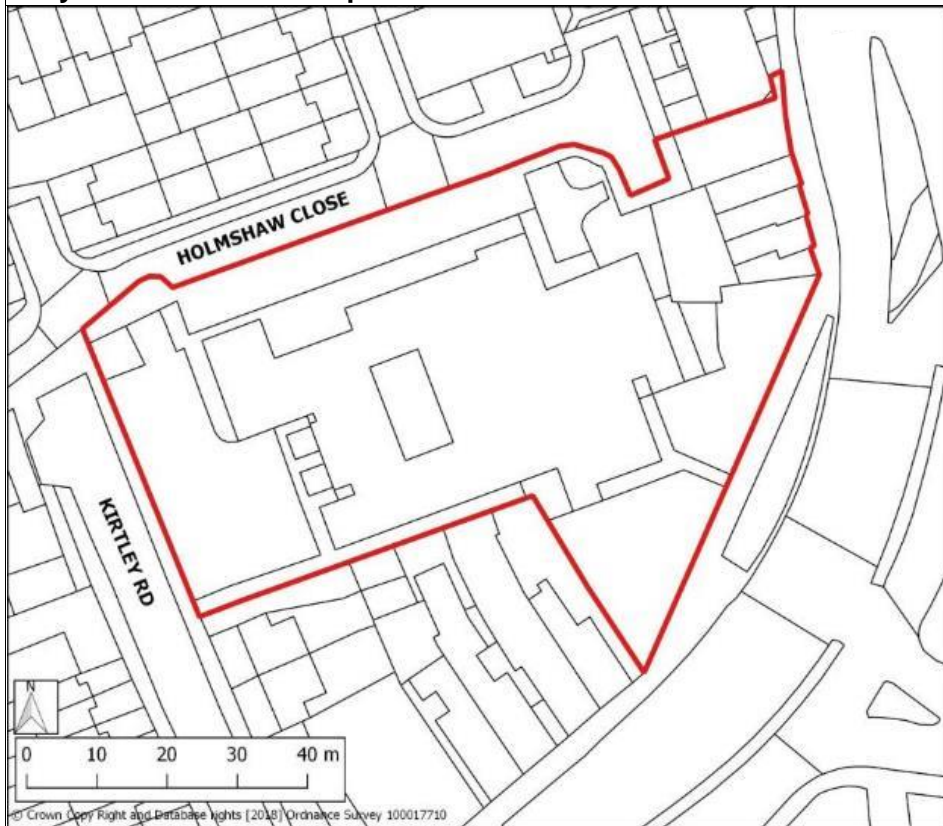 HOLMSHAW CLOSE
KIRTLEY RD
N
0 10 20 30 40 m
© Crown Copy Right and Database rights [2018] Ordnance Survey 100017710